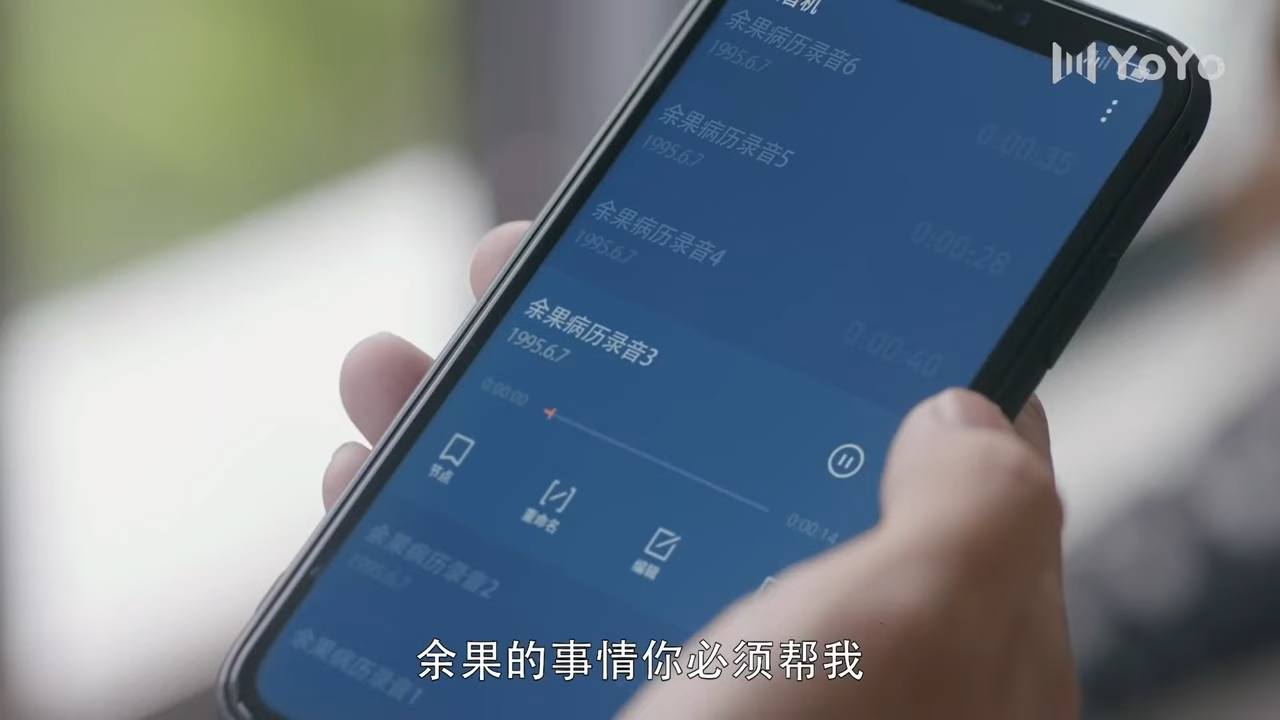 YoYo
余果病历录音6
1995.6.7
0:00:35
余果病历录音5
1995.6.7
0:00:28
余果病历录音4
1995.6.7
0:00:40
余果病历录音3
1995.6.7
0:00:00
0:00:14
节点
重命名
编辑
余果病历录音2
1995.6.7
余果病历录音1
余果的事情你必须帮我